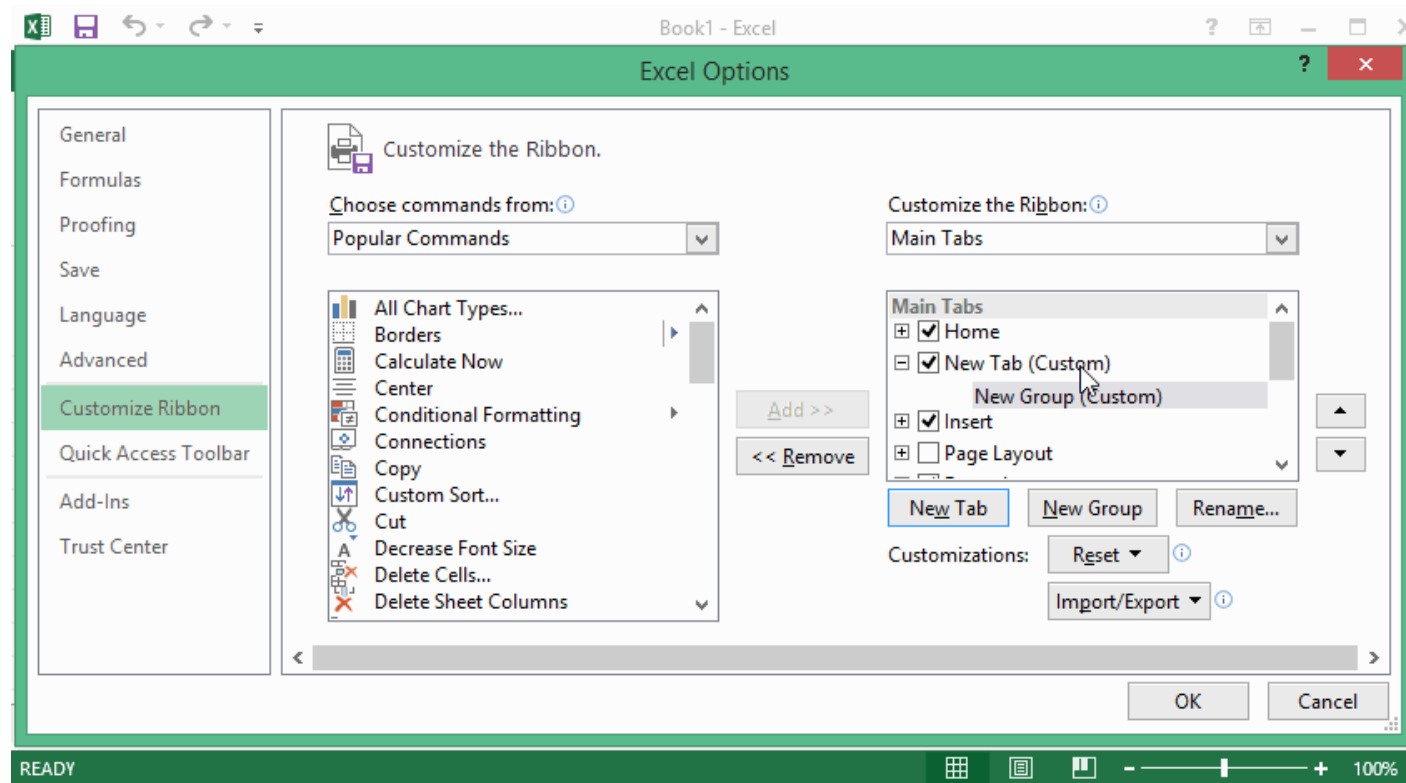 Book1 - Excel
Excel Options
General
Formulas
Proofing
Save
Language
Advanced
Customize Ribbon
Quick Access Toolbar
Add-Ins
Trust Center
Customize the Ribbon.
Choose commands from:
Popular Commands
All Chart Types...
Borders
Calculate Now
Center
Conditional Formatting
Connections
Copy
Custom Sort...
Cut
Decrease Font Size
Delete Cells...
Delete Sheet Columns
Add >>
<< Remove
Customize the Ribbon:
Main Tabs
Main Tabs
Home
New Tab (Custom)
New Group (Custom)
Insert
Page Layout
New Tab
New Group
Rename...
Customizations:
Reset
Import/Export
OK
Cancel
READY
100%